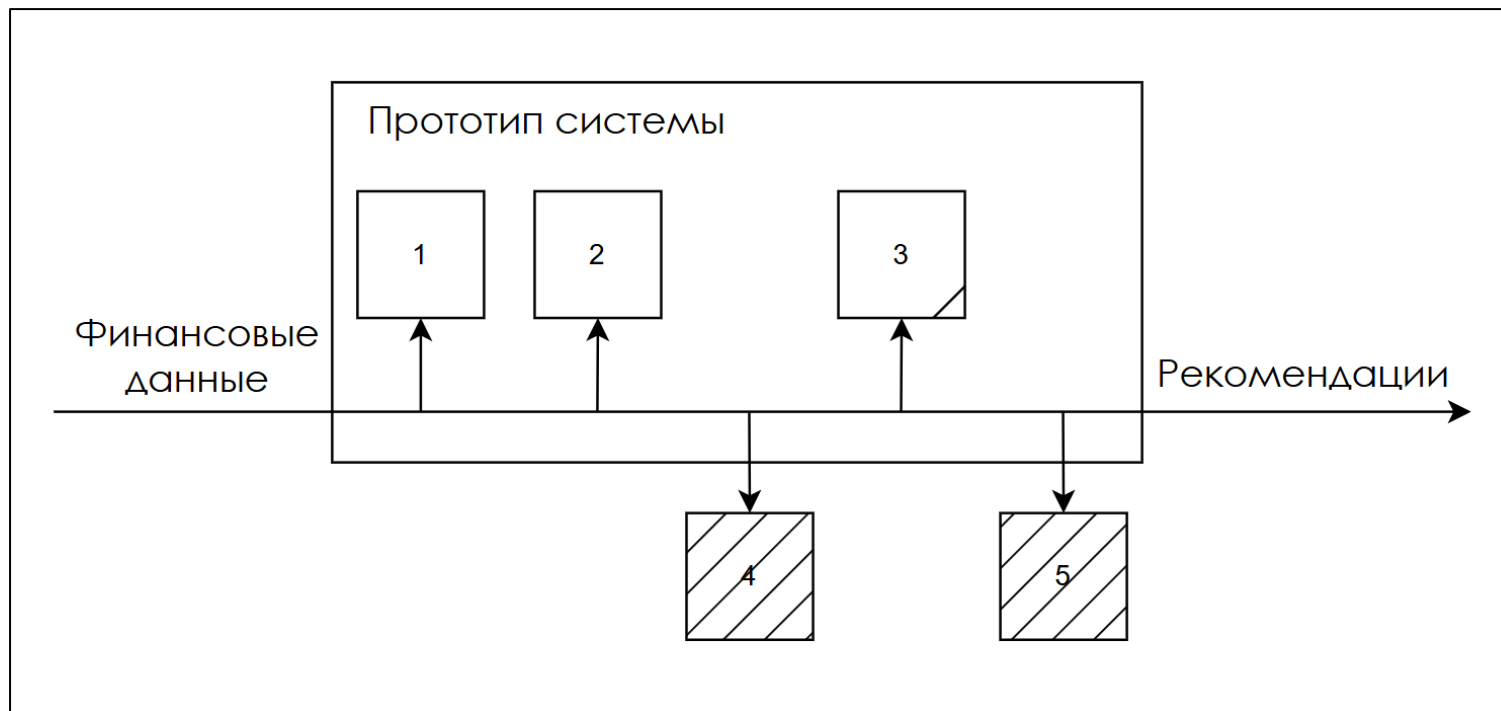 Прототип системы
1
2
3
Финансовые
данные
Рекомендации
4
5